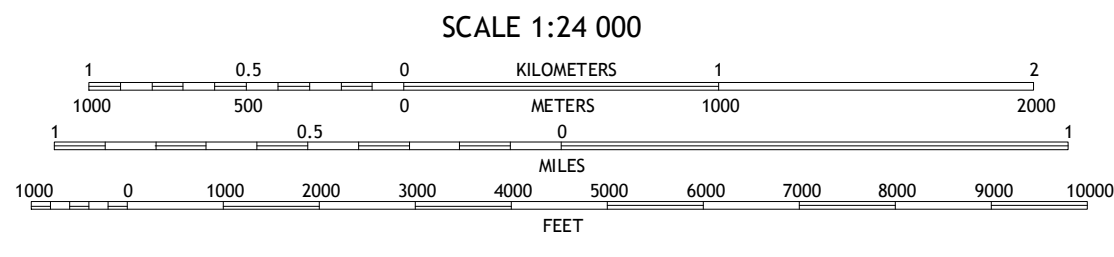 SCALE 1:24 000
1 0.5 0 KILOMETERS 1 2
1000 500 0 METERS 1000 2000
1 0.5 0 1
MILES
1000 0 1000 2000 3000 4000 5000 6000 7000 8000 9000 10000
FEET